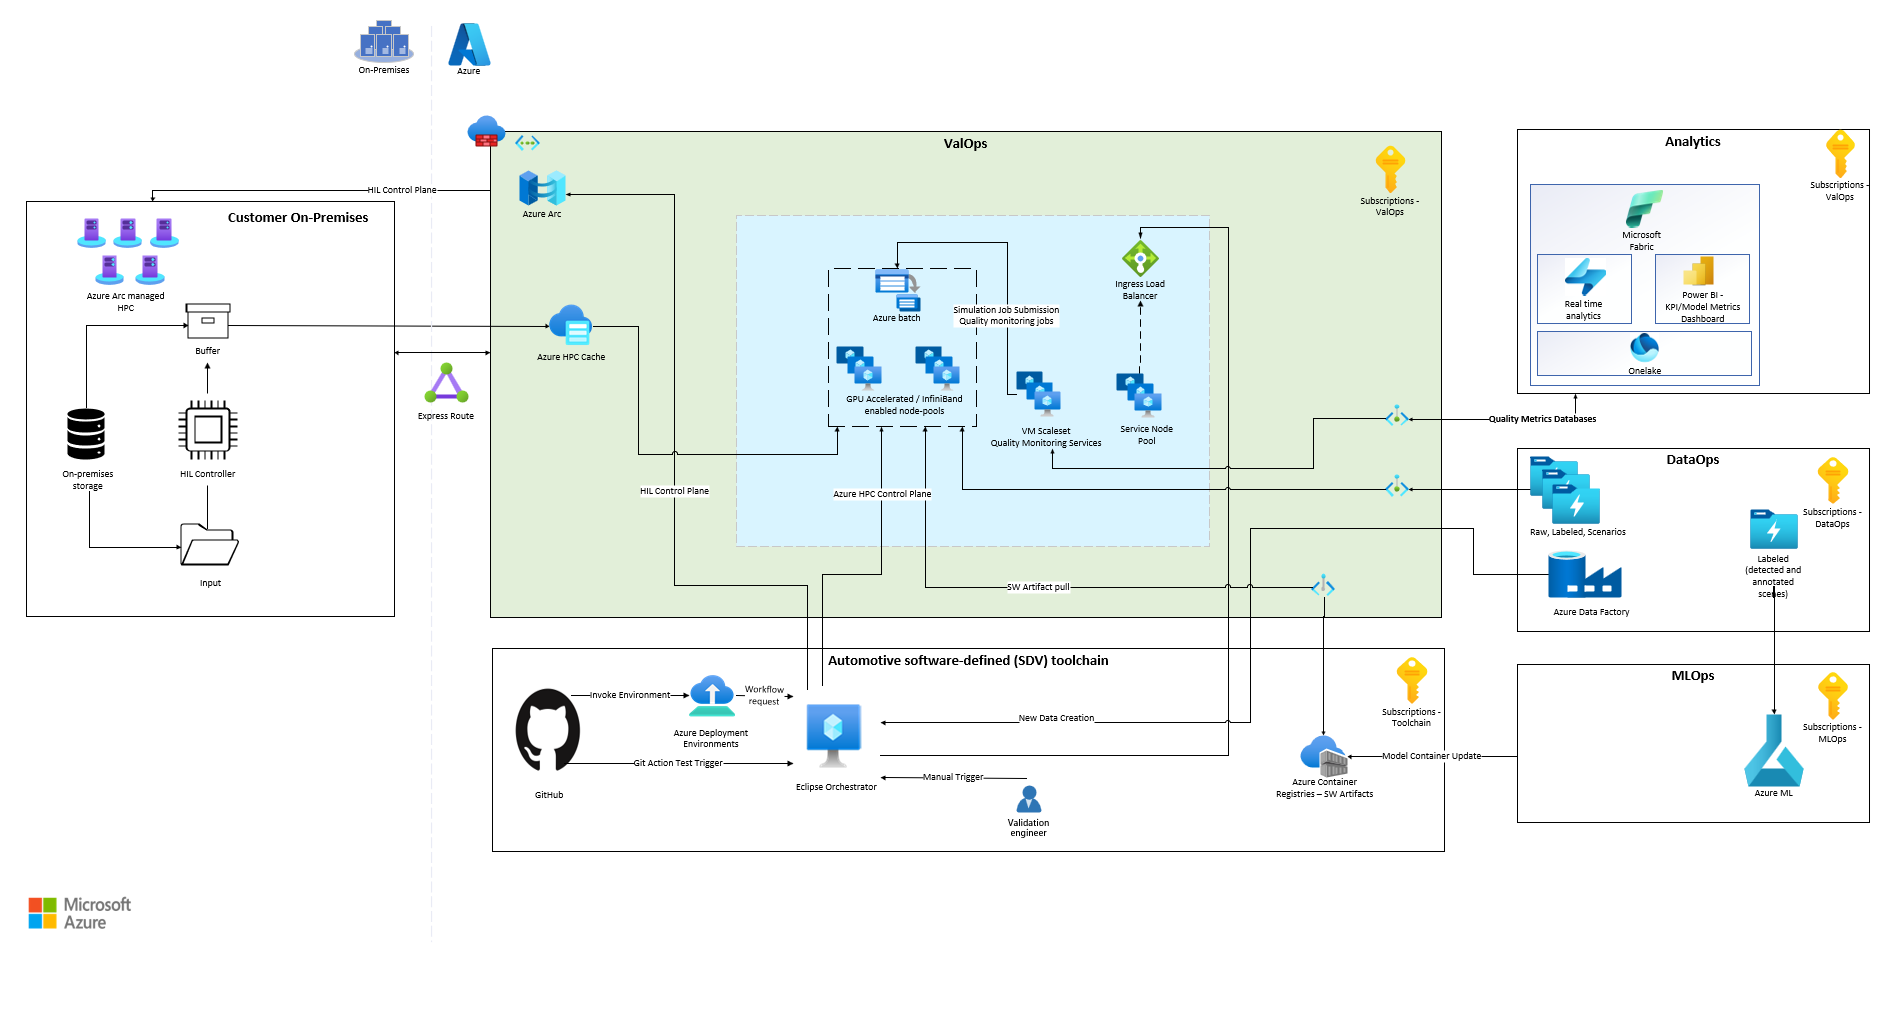 On-Premises
Azure
HIL Control Plane
Customer On-Premises
Azure Arc managed
HPC
Buffer
On-premises
storage
HIL Controller
Input
Express Route
ValOps
Azure Arc
Subscriptions -
ValOps
Azure HPC Cache
Azure batch
Simulation Job Submission
Quality monitoring jobs
Ingress Load
Balancer
GPU Accelerated / InfiniBand
enabled node-pools
VM Scaleset
Quality Monitoring Services
Service Node
Pool
HIL Control Plane
Azure HPC Control Plane
SW Artifact pull
Analytics
Subscriptions -
ValOps
Microsoft
Fabric
Real time
analytics
Power BI -
KPI/Model Metrics
Dashboard
Onelake
Quality Metrics Databases
DataOps
Subscriptions -
DataOps
Raw, Labeled, Scenarios
Labeled
(detected and
annotated
scenes)
Azure Data Factory
MLOps
Subscriptions -
MLOps
Azure ML
Model Container Update
Automotive software-defined (SDV) toolchain
Subscriptions -
Toolchain
Invoke Environment
Workflow
request
Azure Deployment
Environments
Git Action Test Trigger
GitHub
Eclipse Orchestrator
New Data Creation
Manual Trigger
Validation
engineer
Azure Container
Registries – SW Artifacts
Microsoft
Azure